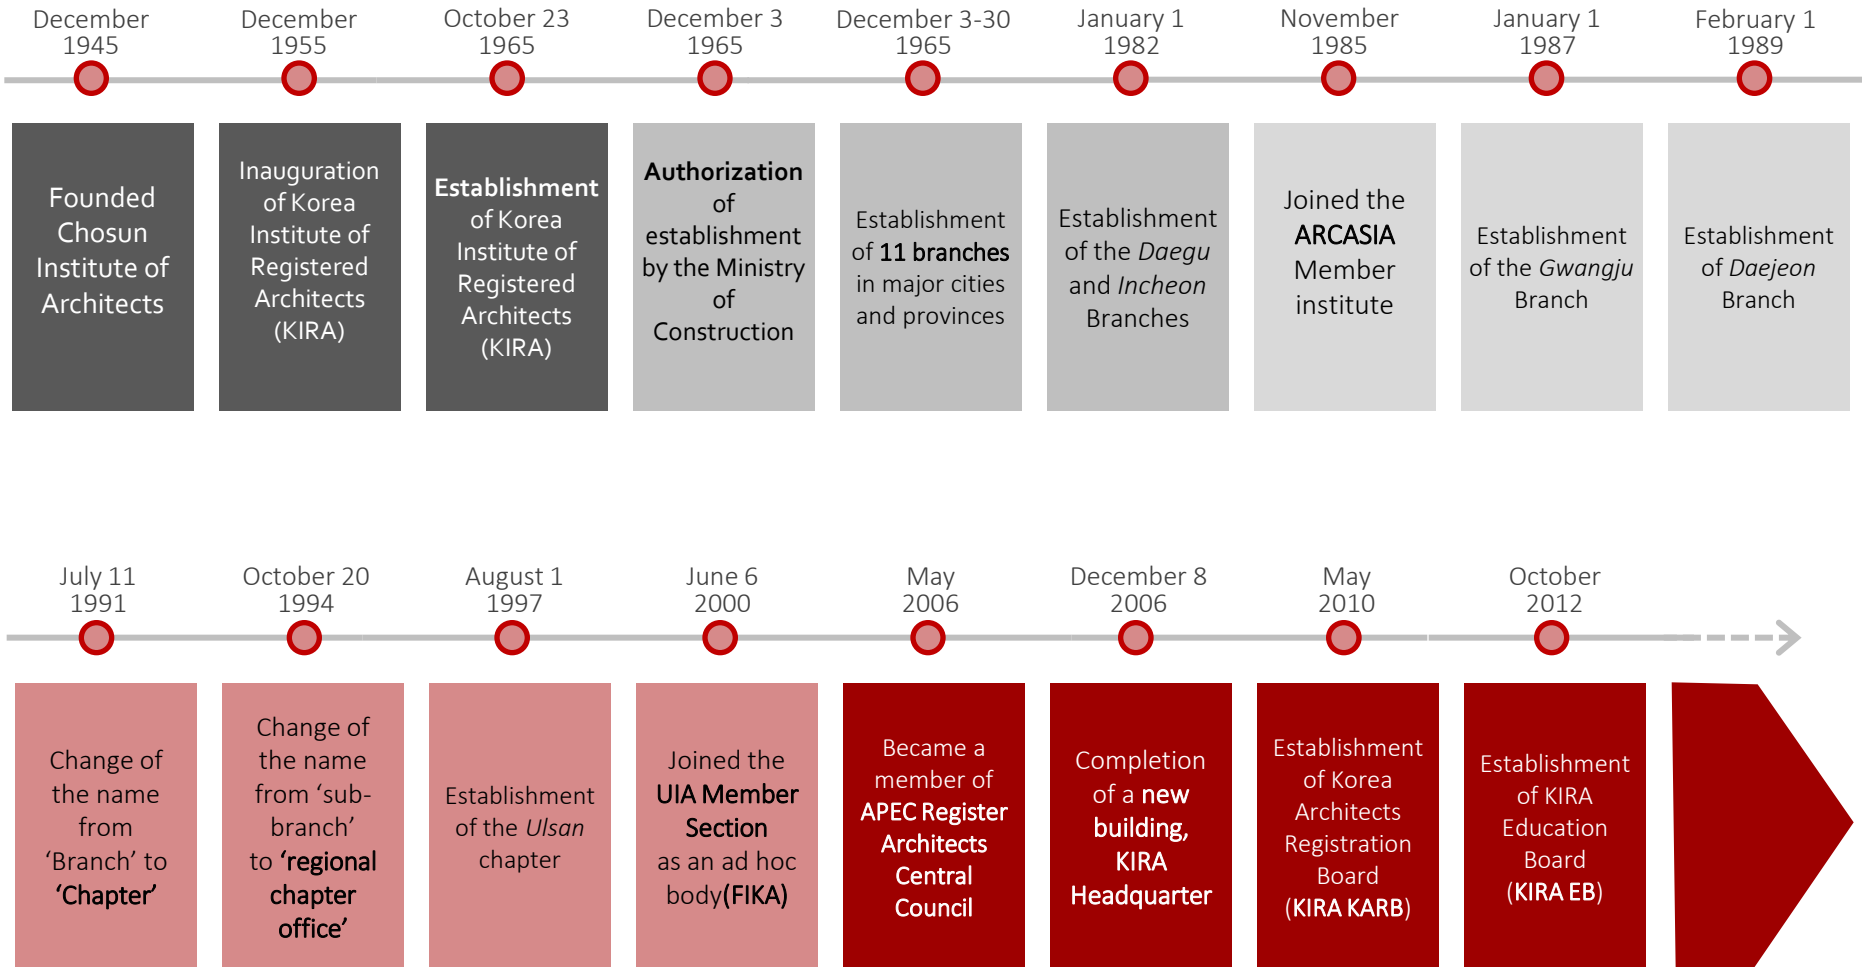 December
1945
December
1955
October 23
1965
December 3
1965
December 3-30
1965
January 1
1982
November
1985
January 1
1987
February 1
1989
Founded
Chosun
Institute of
Architects
Inauguration
of Korea
Institute of
Registered
Architects
(KIRA)
Establishment
of Korea
Institute of
Registered
Architects
(KIRA)
Authorization
of
establishment
by the Ministry
of
Construction
Establishment
of 11 branches
in major cities
and provinces
Establishment
of the Daegu
and Incheon
Branches
Joined the
ARCASIA
Member
institute
Establishment
of the Gwangju
Branch
Establishment
of Daejeon
Branch
July 11
1991
October 20
1994
August 1
1997
June 6
2000
May
2006
December 8
2006
May
2010
October
2012
Change of
the name
from
‘Branch’ to
‘Chapter’
Change of
the name
from ‘sub-
branch’
to ‘regional
chapter
office’
Establishment
of the Ulsan
chapter
Joined the
UIA Member
Section
as an ad hoc
body(FIKA)
Became a
member of
APEC Register
Architects
Central
Council
Completion
of a new
building,
KIRA
Headquarter
Establishment
of Korea
Architects
Registration
Board
(KIRA KARB)
Establishment
of KIRA
Education
Board
(KIRA EB)